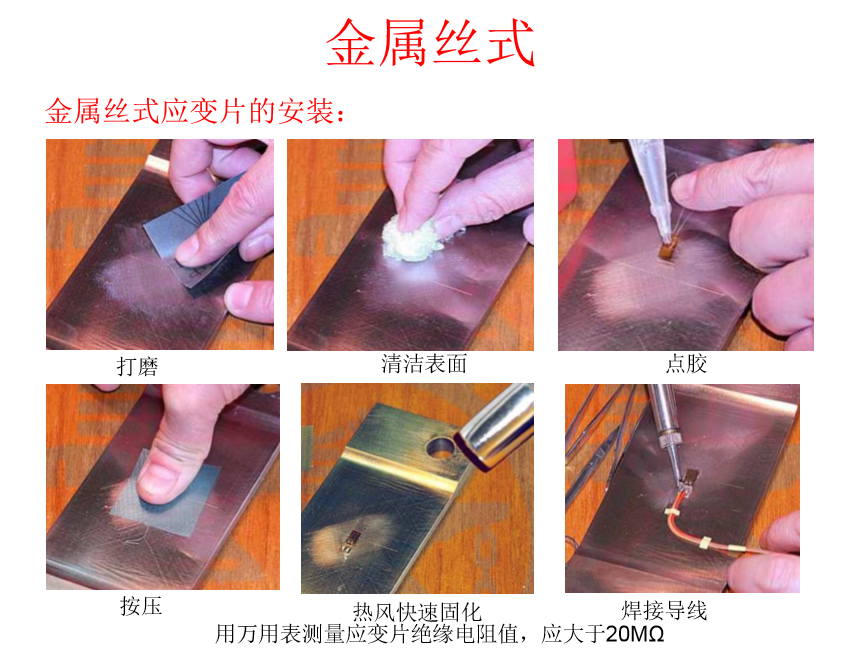 金属丝式
金属丝式应变片的安装：
打磨
清洁表面
点胶
按压
热风快速固化
焊接导线
用万用表测量应变片绝缘电阻值，应大于20MΩ